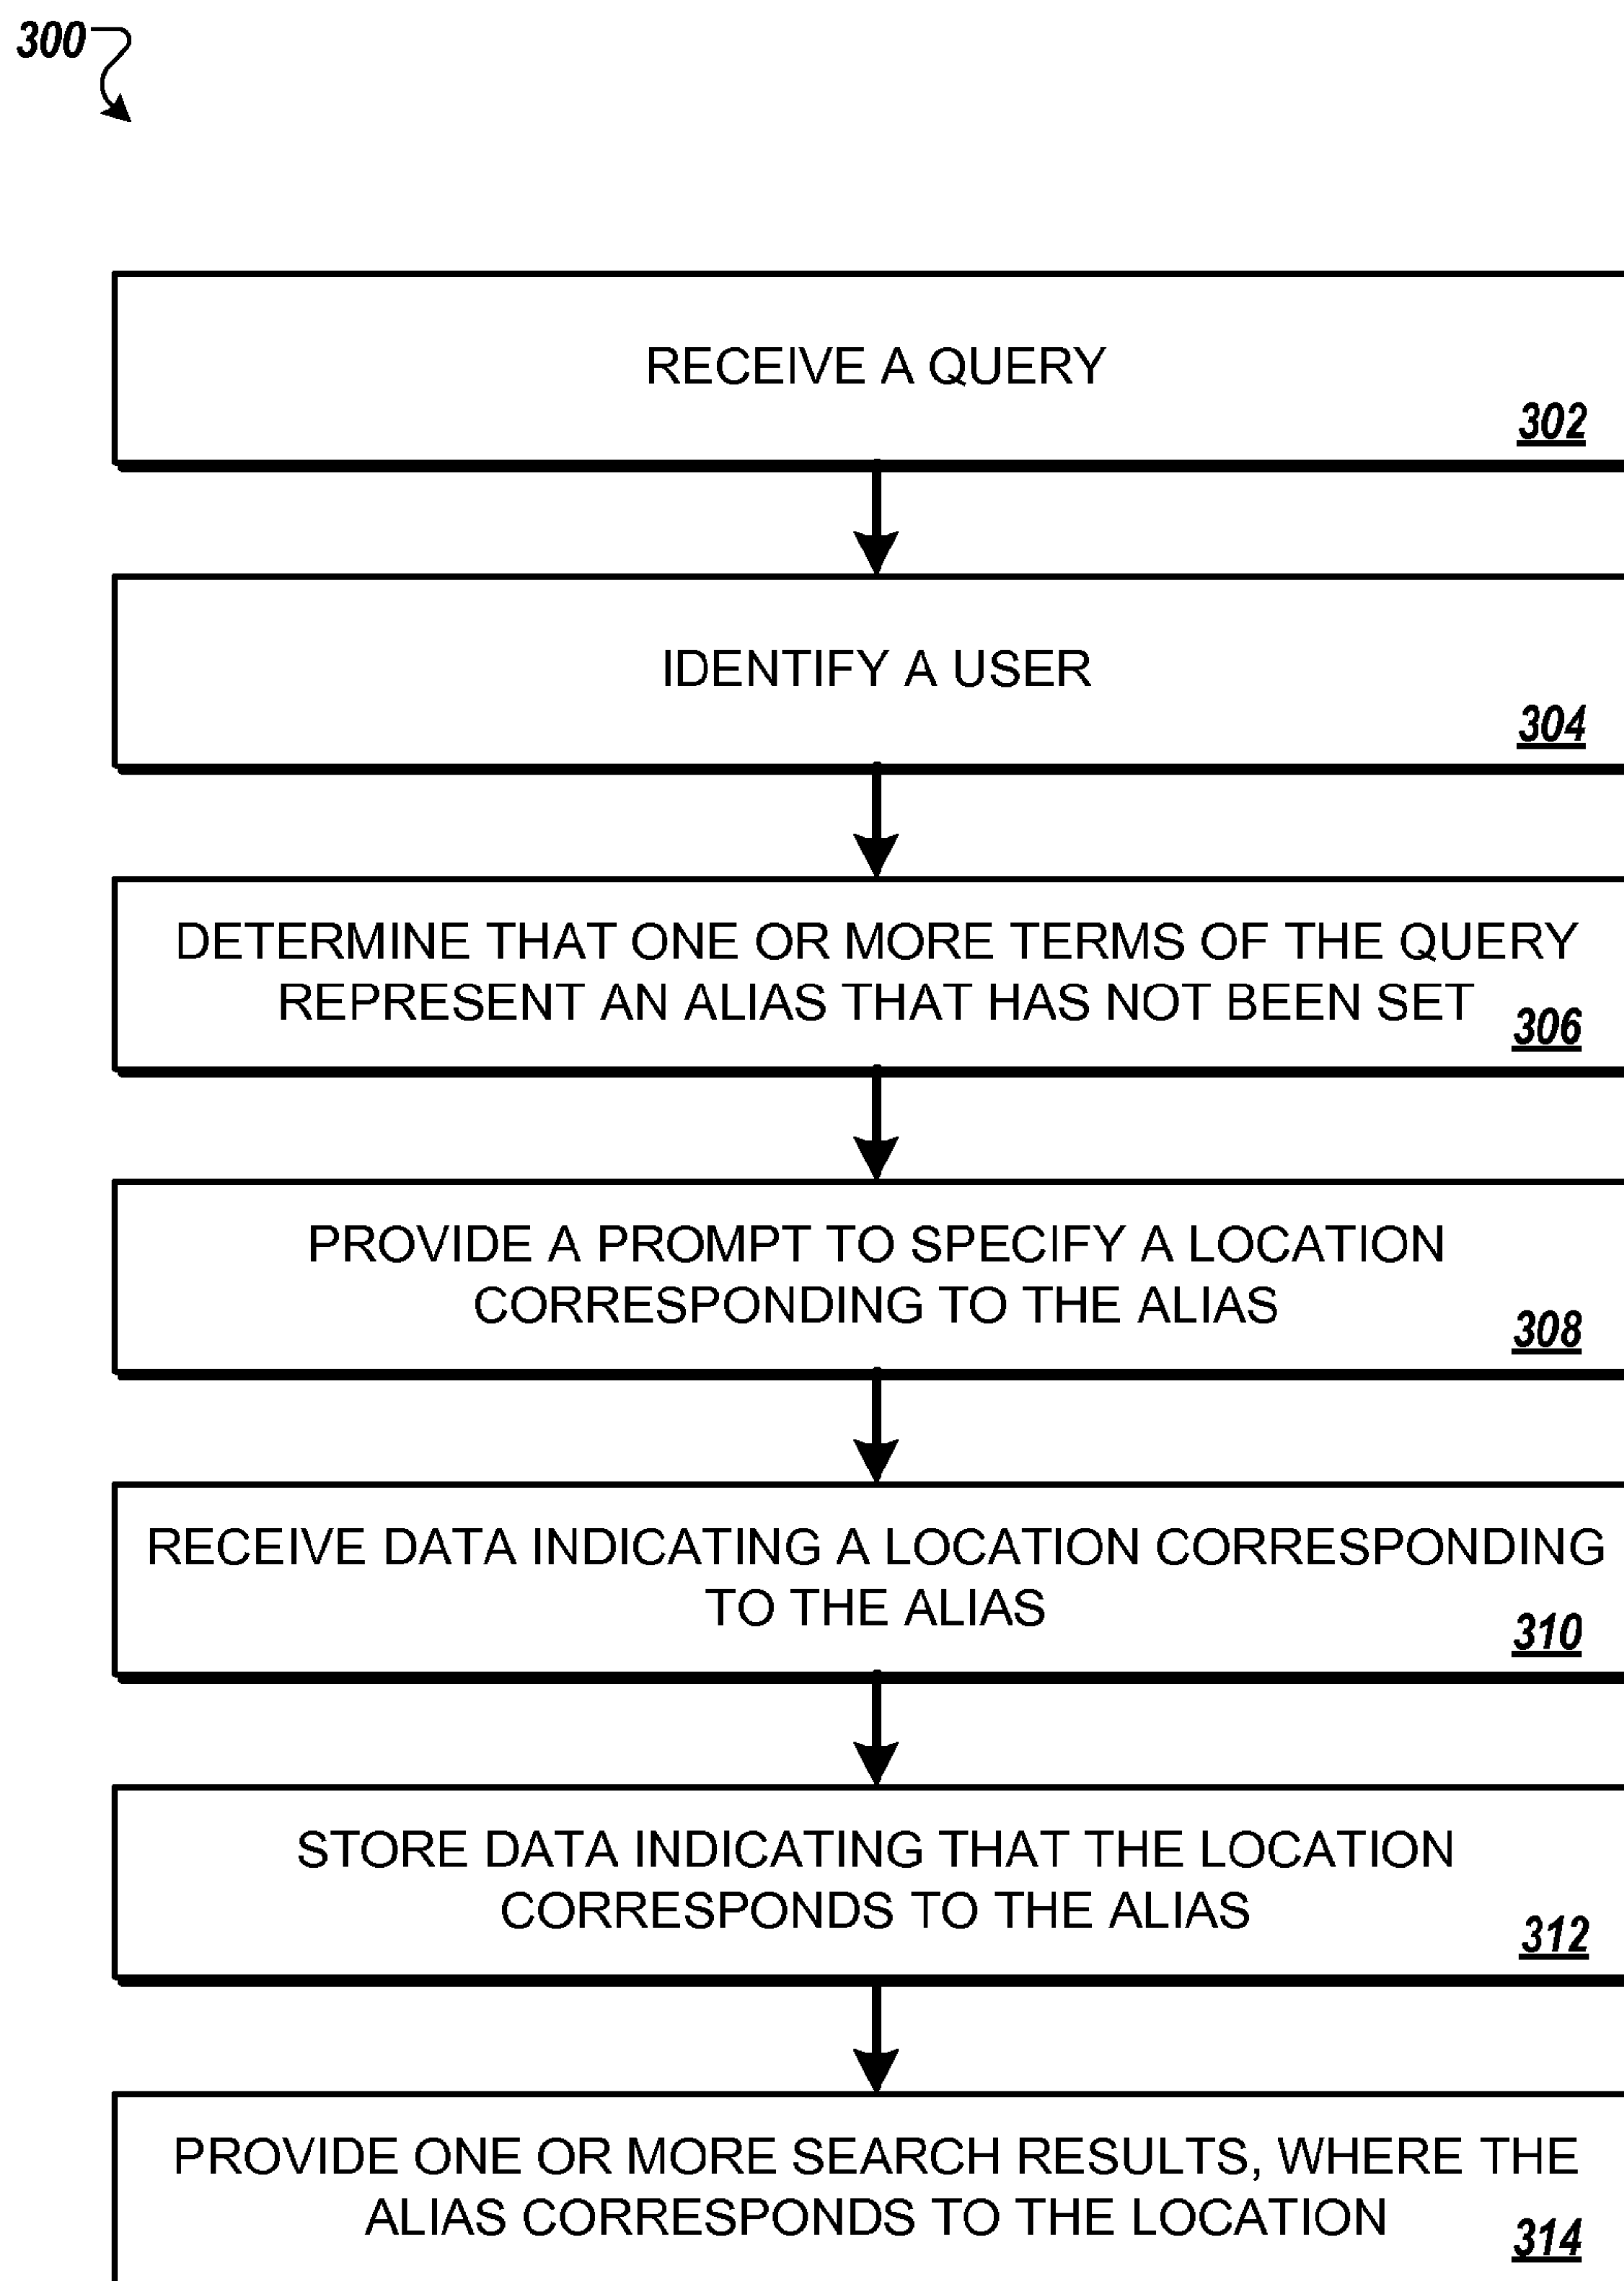 300
RECEIVE A QUERY
302
IDENTIFY A USER
304
DETERMINE THAT ONE OR MORE TERMS OF THE QUERY
REPRESENT AN ALIAS THAT HAS NOT BEEN SET
306
PROVIDE A PROMPT TO SPECIFY A LOCATION
CORRESPONDING TO THE ALIAS
308
RECEIVE DATA INDICATING A LOCATION CORRESPONDING
TO THE ALIAS
310
STORE DATA INDICATING THAT THE LOCATION
CORRESPONDS TO THE ALIAS
312
PROVIDE ONE OR MORE SEARCH RESULTS, WHERE THE
ALIAS CORRESPONDS TO THE LOCATION
314